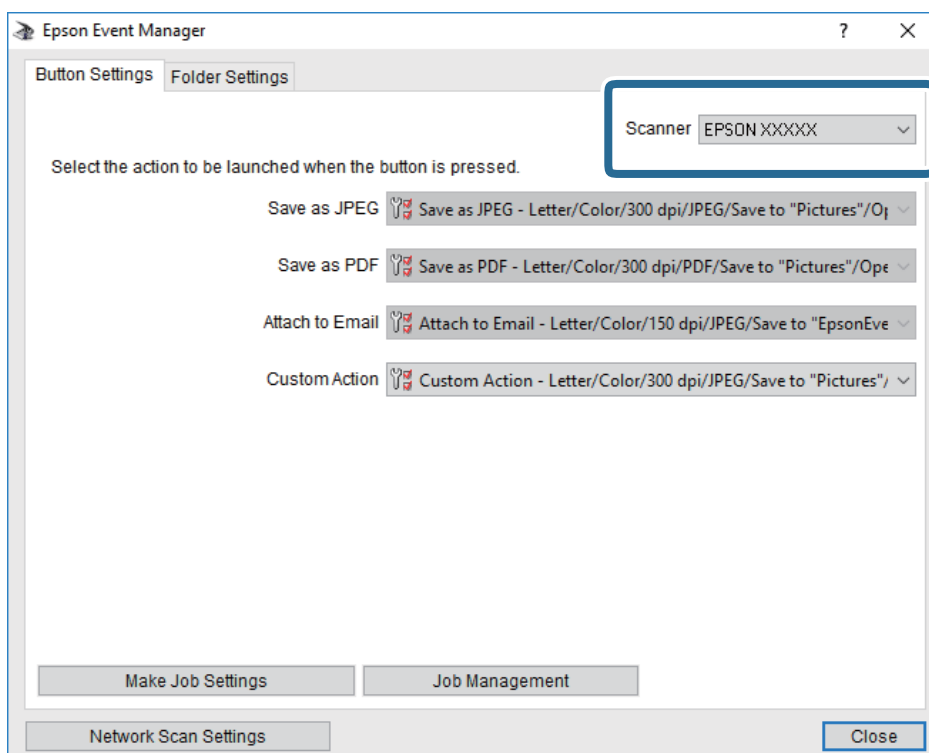 Epson Event Manager
?
Button Settings
Folder Settings
Scanner EPSON XXXXX
Select the action to be launched when the button is pressed.
Save as JPEG Save as JPEG - Letter/Color/300 dpi/JPEG/Save to "Pictures"/Op
Save as PDF Save as PDF - Letter/Color/300 dpi/PDF/Save to "Pictures"/Ope
Attach to Email Attach to Email - Letter/Color/150 dpi/JPEG/Save to "EpsonEve
Custom Action Custom Action - Letter/Color/300 dpi/JPEG/Save to "Pictures"/
Make Job Settings
Job Management
Network Scan Settings
Close